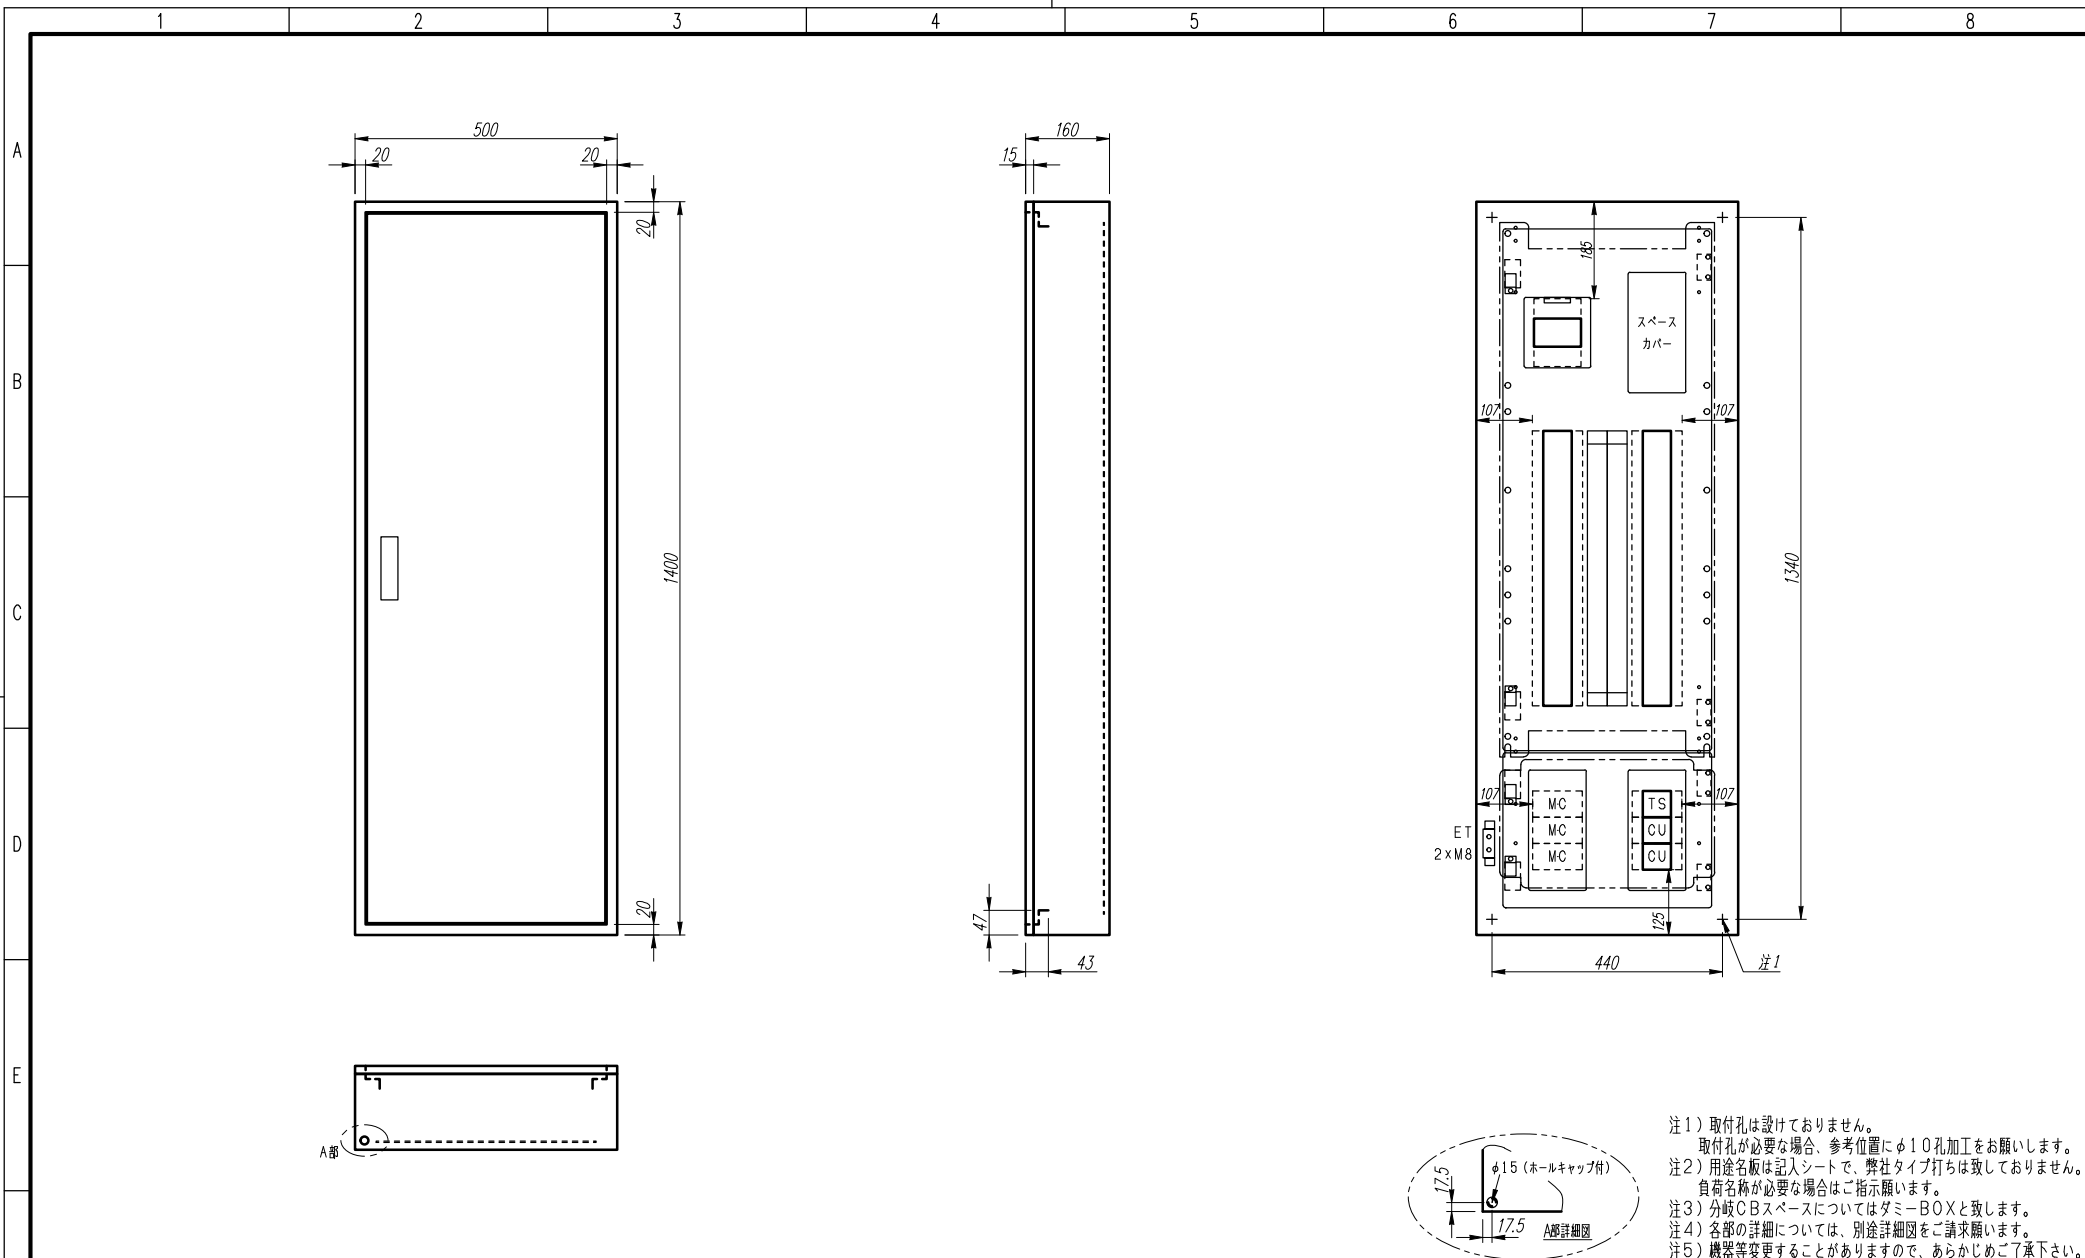 1 2 3 4 5 6 7 8
A
B
C
D
E
500
20
20
20
1400
20
160
15
47
43
185
スペース
カバー
107
107
1340
107
107
M·C
M·C
M·C
TS
CU
CU
ET
2×M8
125
440
注1
A部
17.5
φ15 (ホールキャップ付)
17.5
A部詳細図
注1) 取付孔は設けておりません。
取付孔が必要な場合、参考位置にφ10孔加工をお願いします。
注2) 用途名板は記入シートで、弊社タイプ打ちは致しておりません。
負荷名称が必要な場合はご指示願います。
注3) 分岐CBスペースについてはダミーBOXと致します。
注4) 各部の詳細については、別途詳細図をご請求願います。
注5) 機器等変更することがありますので、あらかじめご了承下さい。